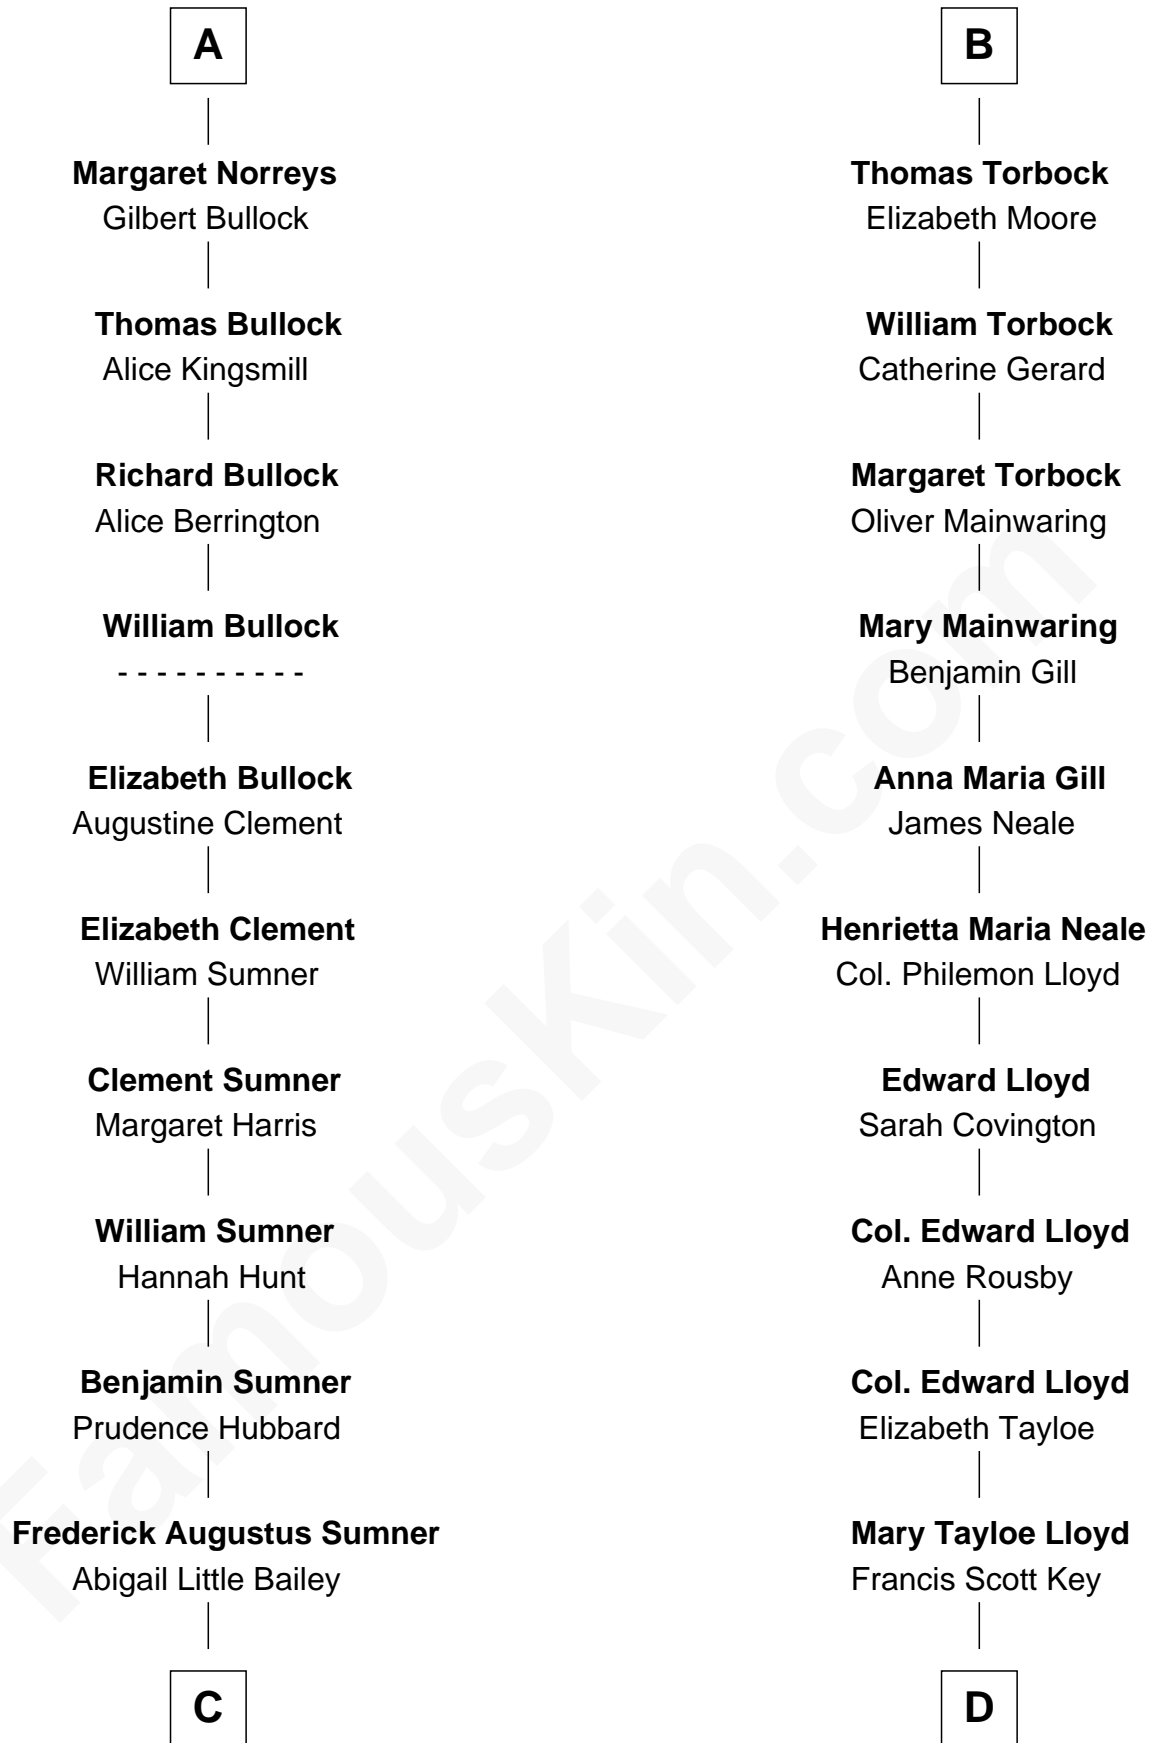 A
Margaret Norreys
Gilbert Bullock
Thomas Bullock
Alice Kingsmill
Richard Bullock
Alice Berrington
William Bullock
- - - - - - - - - -
Elizabeth Bullock
Augustine Clement
Elizabeth Clement
William Sumner
Clement Sumner
Margaret Harris
William Sumner
Hannah Hunt
Benjamin Sumner
Prudence Hubbard
Frederick Augustus Sumner
Abigail Little Bailey
C
B
Thomas Torbock
Elizabeth Moore
William Torbock
Catherine Gerard
Margaret Torbock
Oliver Mainwaring
Mary Mainwaring
Benjamin Gill
Anna Maria Gill
James Neale
Henrietta Maria Neale
Col. Philemon Lloyd
Edward Lloyd
Sarah Covington
Col. Edward Lloyd
Anne Rousby
Col. Edward Lloyd
Elizabeth Tayloe
Mary Tayloe Lloyd
Francis Scott Key
D
FamousKin.com